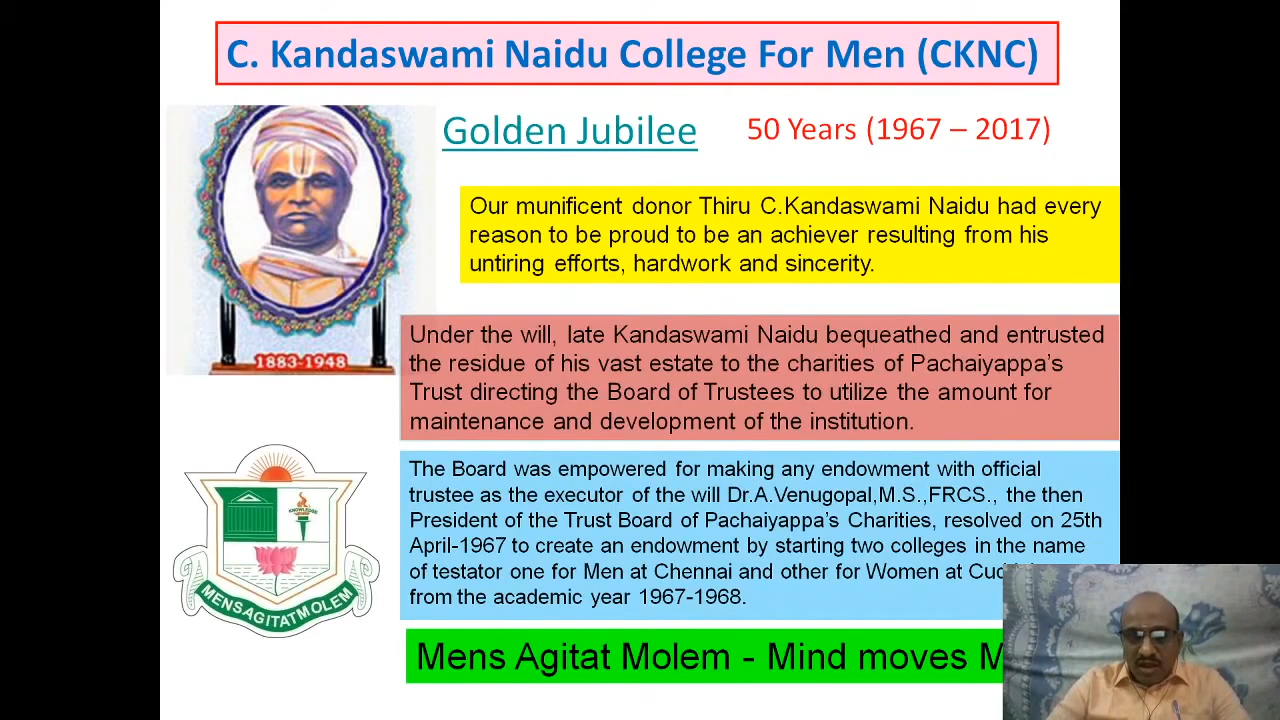 C. Kandaswami Naidu College For Men (CKNC)
Golden Jubilee
50 Years (1967 – 2017)
Our munificent donor Thiru C.Kandaswami Naidu had every
reason to be proud to be an achiever resulting from his
untiring efforts, hardwork and sincerity.
1883-1948
Under the will, late Kandaswami Naidu bequeathed and entrusted
the residue of his vast estate to the charities of Pachaiyappa's
Trust directing the Board of Trustees to utilize the amount for
maintenance and development of the institution.
KNOWLEDGE
MENS AGITAT MOLEM
The Board was empowered for making any endowment with official
trustee as the executor of the will Dr.A.Venugopal,M.S.,FRCS., the then
President of the Trust Board of Pachaiyappa's Charities, resolved on 25th
April-1967 to create an endowment by starting two colleges in the name
of testator one for Men at Chennai and other for Women at
from the academic year 1967-1968.
Mens Agitat Molem - Mind moves